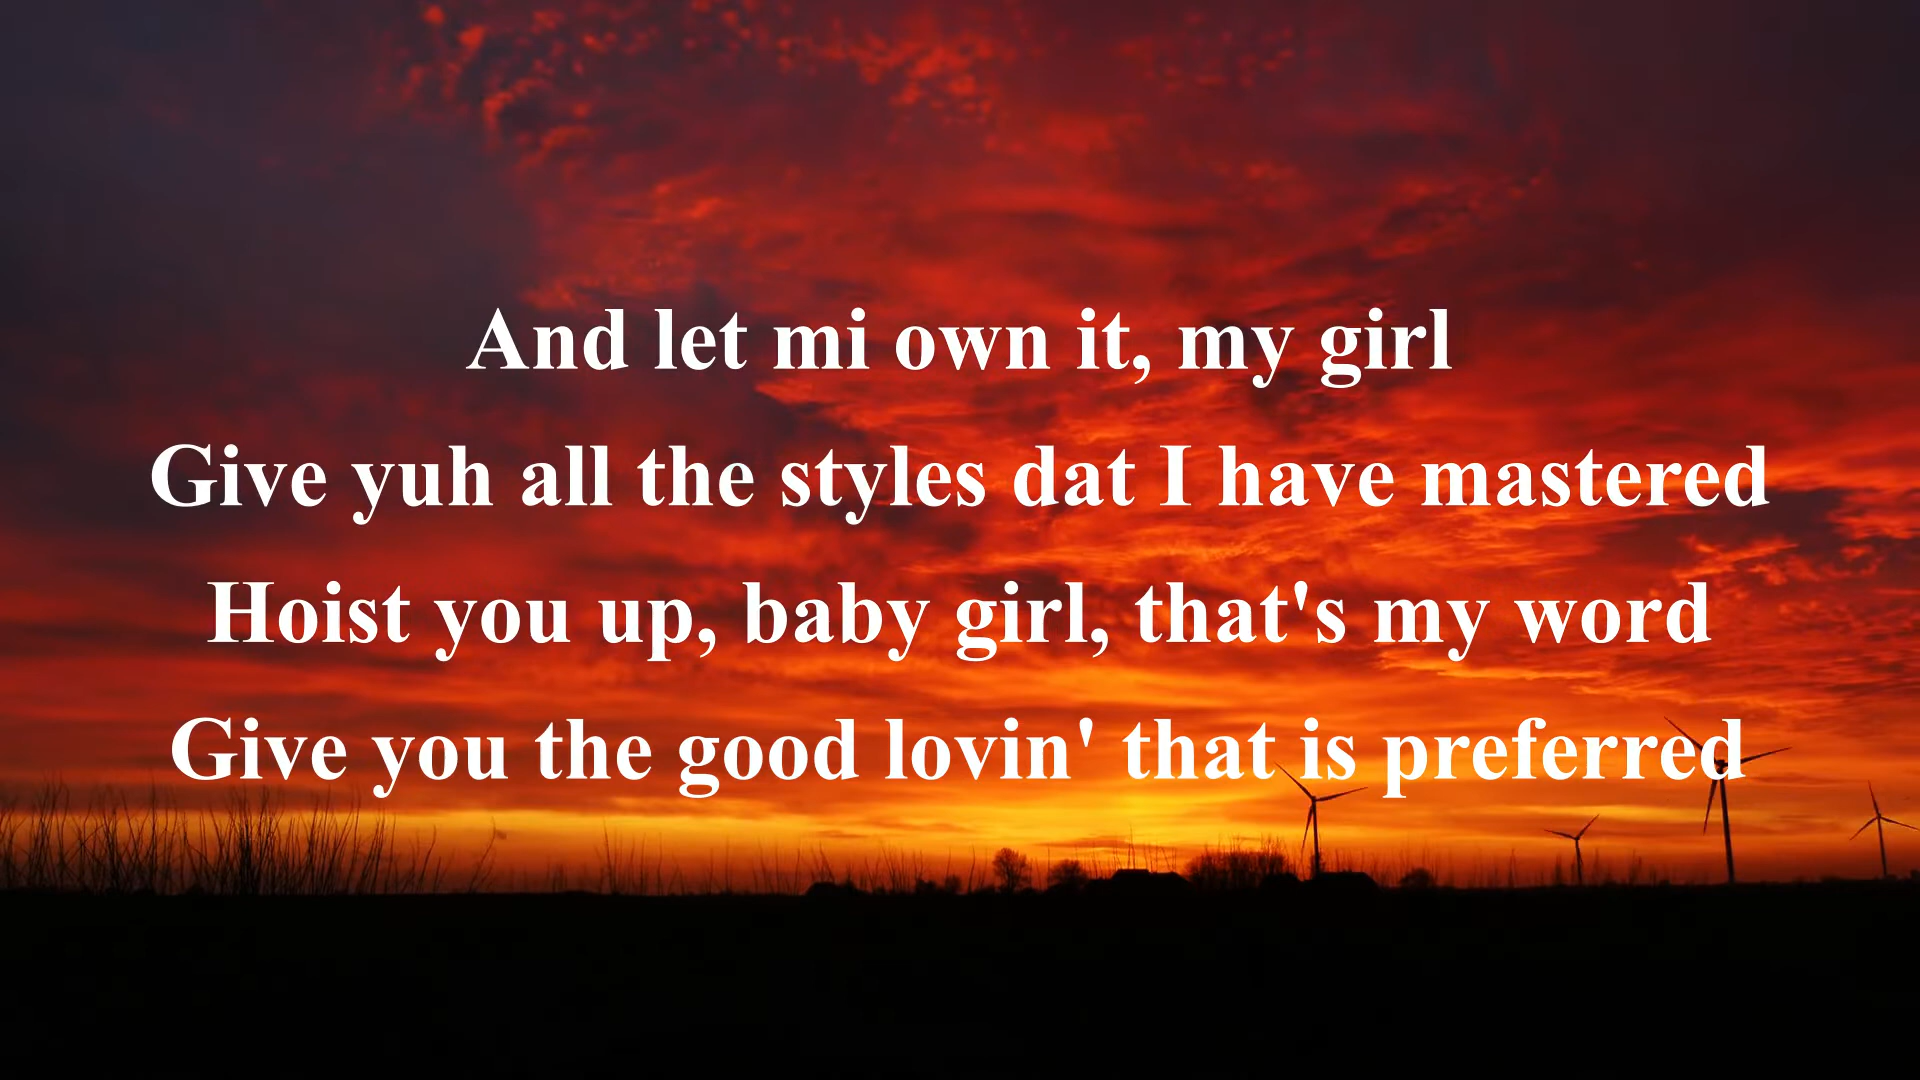 And let mi own it, my girl
Give yuh all the styles dat I have mastered
Hoist you up, baby girl, that's my word
Give you the good lovin' that is preferred